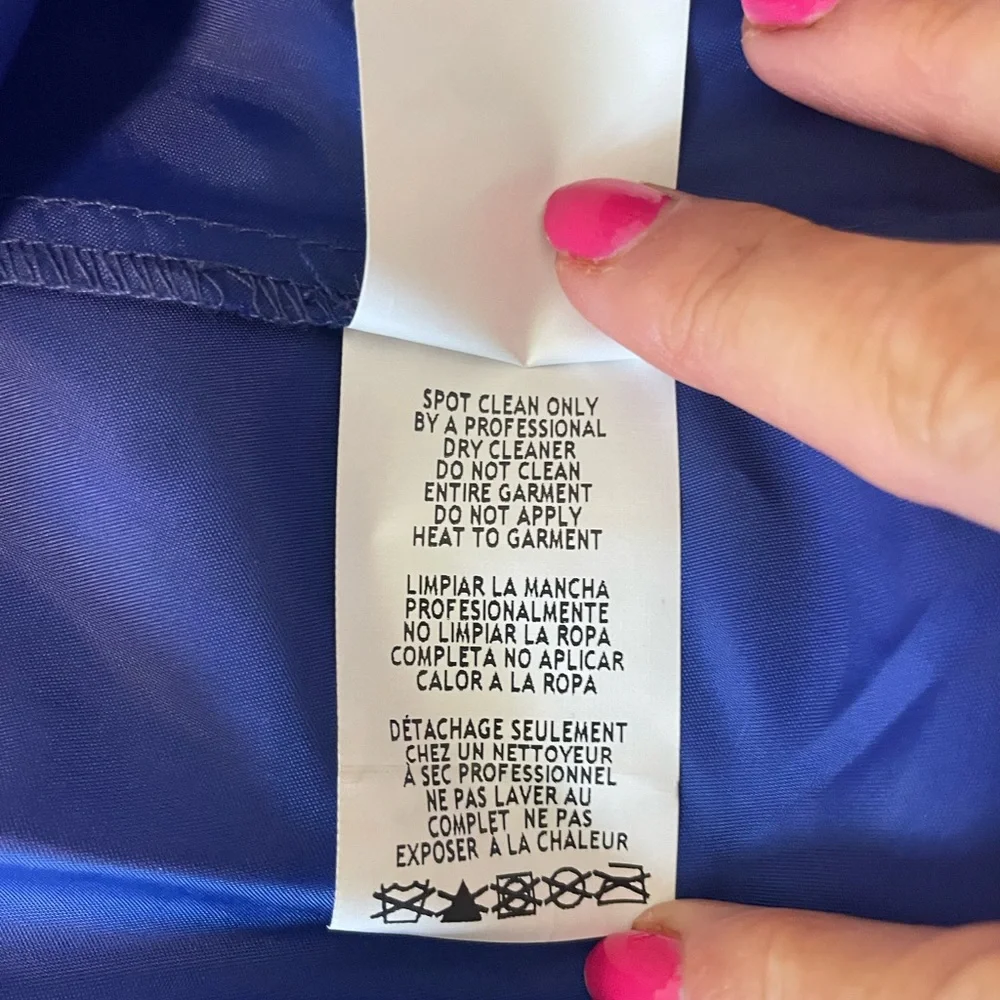 SPOT CLEAN ONLY
BY A PROFESSIONAL
DRY CLEANER
DO NOT CLEAN
ENTIRE GARMENT
DO NOT APPLY
HEAT TO GARMENT
LIMPIAR LA MANCHA
PROFESIONALMENTE
NO LIMPIAR LA ROPA
COMPLETA NO APLICAR
CALOR A LA ROPA
DÉTACHAGE SEULEMENT
CHEZ UN NETTOYEUR
À SEC PROFESSIONNEL
NE PAS LAVER AU
COMPLET NE PAS
EXPOSER À LA CHALEUR